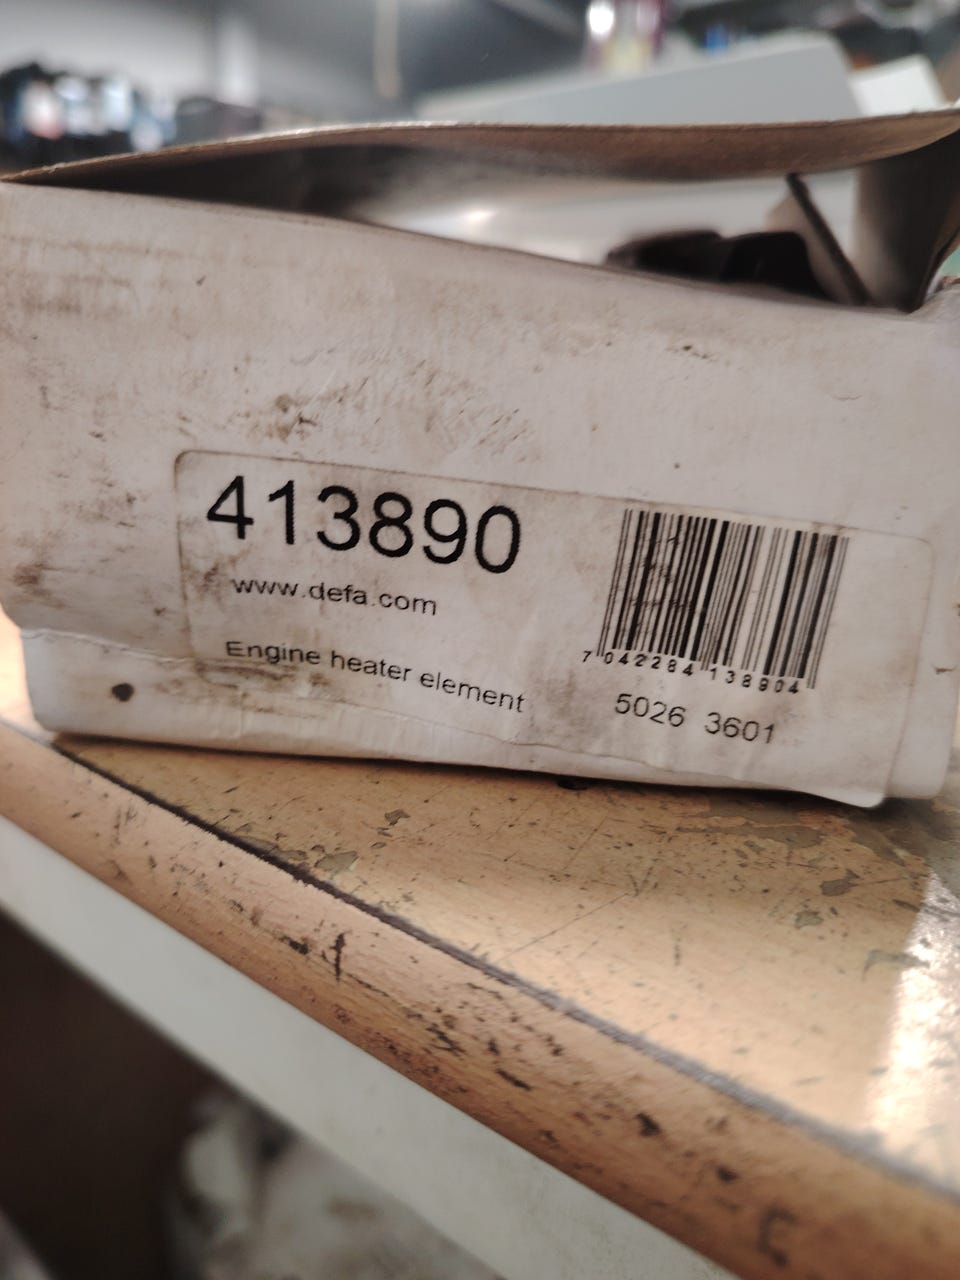 413890
www.defa.com
Engine heater element
7 042284 138904
5026 3601